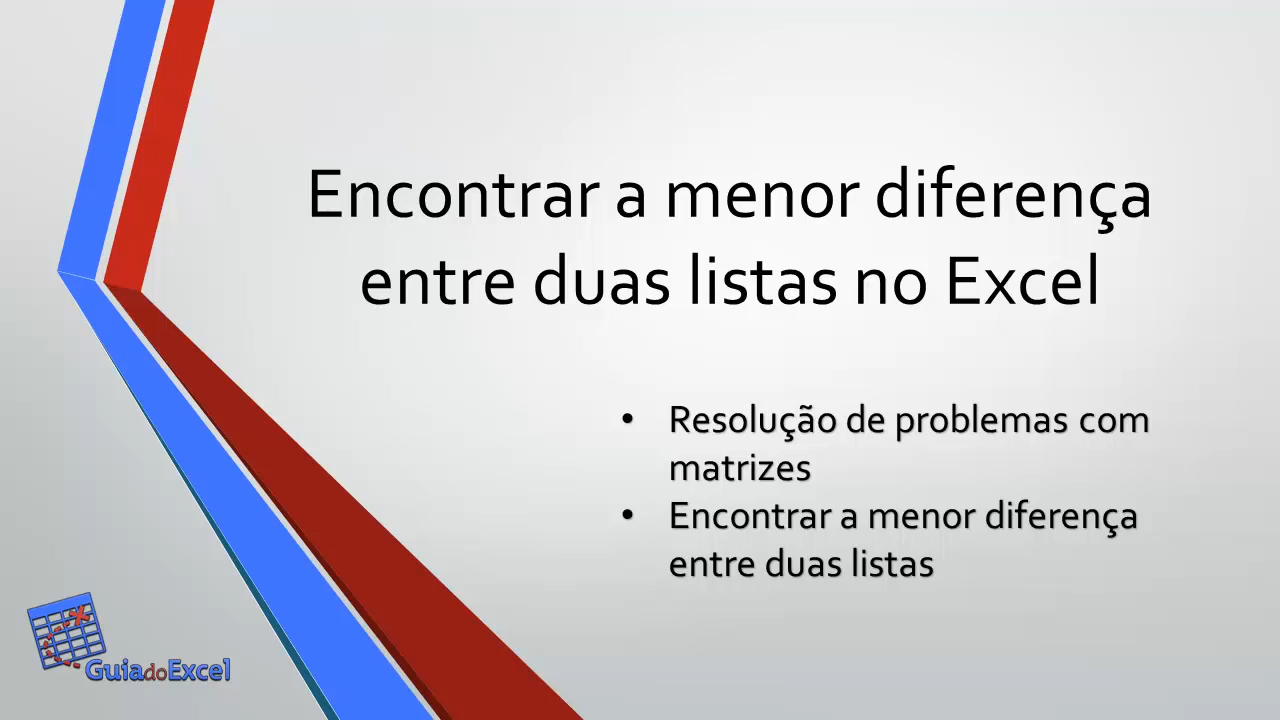 Encontrar a menor diferença
entre duas listas no Excel
• Resolução de problemas com
matrizes
• Encontrar a menor diferença
entre duas listas
GuiadoExcel